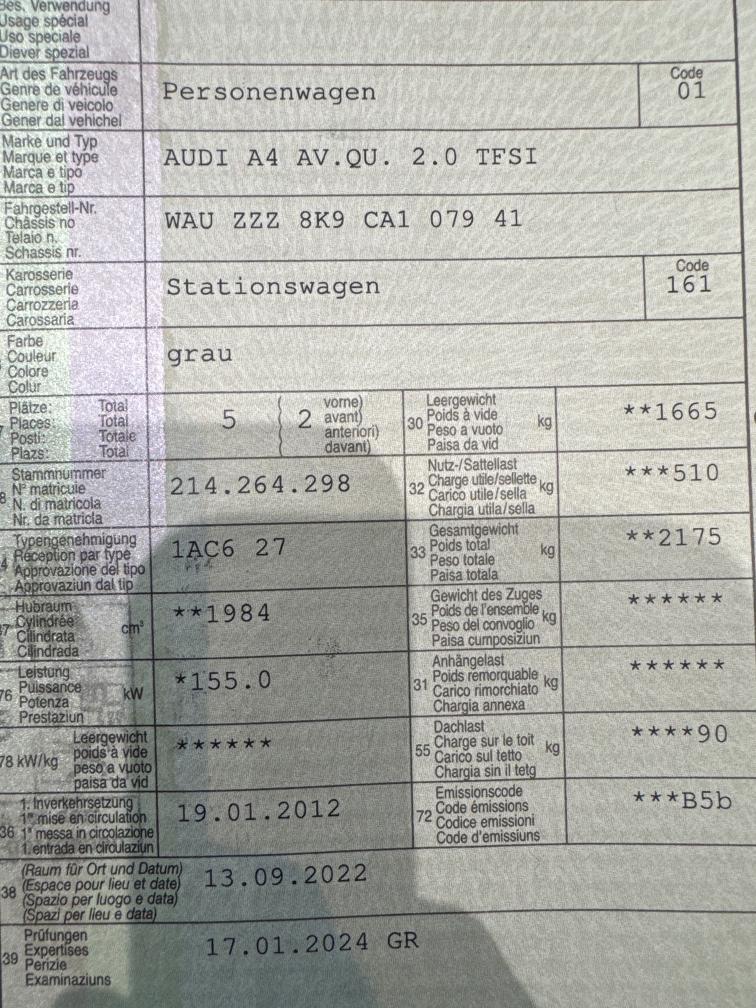 Bes. Verwendung
Usage spécial
Uso speciale
Diever spezial
Art des Fahrzeugs
Genre de véhicule
Genere di veicolo
Gener dal vehichel
Personenwagen
Code
01
Marke und Typ
Marque et type
Marca e tipo
Marca e tip
AUDI A4 AV.QU. 2.0 TFSI
Fahrgestell-Nr.
Châssis no
Telaio n.
Schassis nr.
WAU ZZZ 8K9 CA1 079 41
Karosserie
Carrosserie
Carrozzeria
Carossaria
Stationswagen
Code
161
Farbe
Couleur
Colore
Colur
grau
Plätze: Total
Places: Total
Posti: Totale
Plazs: Total
5
2
vorne)
avant)
anteriori)
davant)
30
Leergewicht
Poids à vide
Peso a vuoto
Paisa da vid
kg
**1665
8
Stammnummer
N° matricule
N. di matricola
Nr. da matricla
214.264.298
32
Nutz-/Sattellast
Charge utile/sellette
Carico utile/sella
Chargia utila/sella
kg
***510
4
Typengenehmigung
Réception par type
Approvazione del tipo
Approvaziun dal tip
1AC6 27
33
Gesamtgewicht
Poids total
Peso totale
Paisa totala
kg
**2175
37
Hubraum
Cylindrée
Cilindrata
Cilindrada
cm³
**1984
35
Gewicht des Zuges
Poids de l'ensemble
Peso del convoglio
Paisa cumposiziun
kg
******
76
Leistung
Puissance
Potenza
Prestaziun
kW
*155.0
31
Anhängelast
Poids remorquable
Carico rimorchiato
Chargia annexa
kg
******
78 kW/kg
Leergewicht
poids à vide
peso a vuoto
paisa da vid
******
55
Dachlast
Charge sur le toit
Carico sul tetto
Chargia sin il tetg
kg
****90
36
1. Inverkehrsetzung
1re mise en circulation
1a messa in circolazione
1. entrada en circulaziun
19.01.2012
72
Emissionscode
Code émissions
Codice emissioni
Code d'emissiuns
***B5b
38
(Raum für Ort und Datum)
(Espace pour lieu et date)
(Spazio per luogo e data)
(Spazi per lieu e data)
13.09.2022
39
Prüfungen
Expertises
Perizie
Examinaziuns
17.01.2024 GR